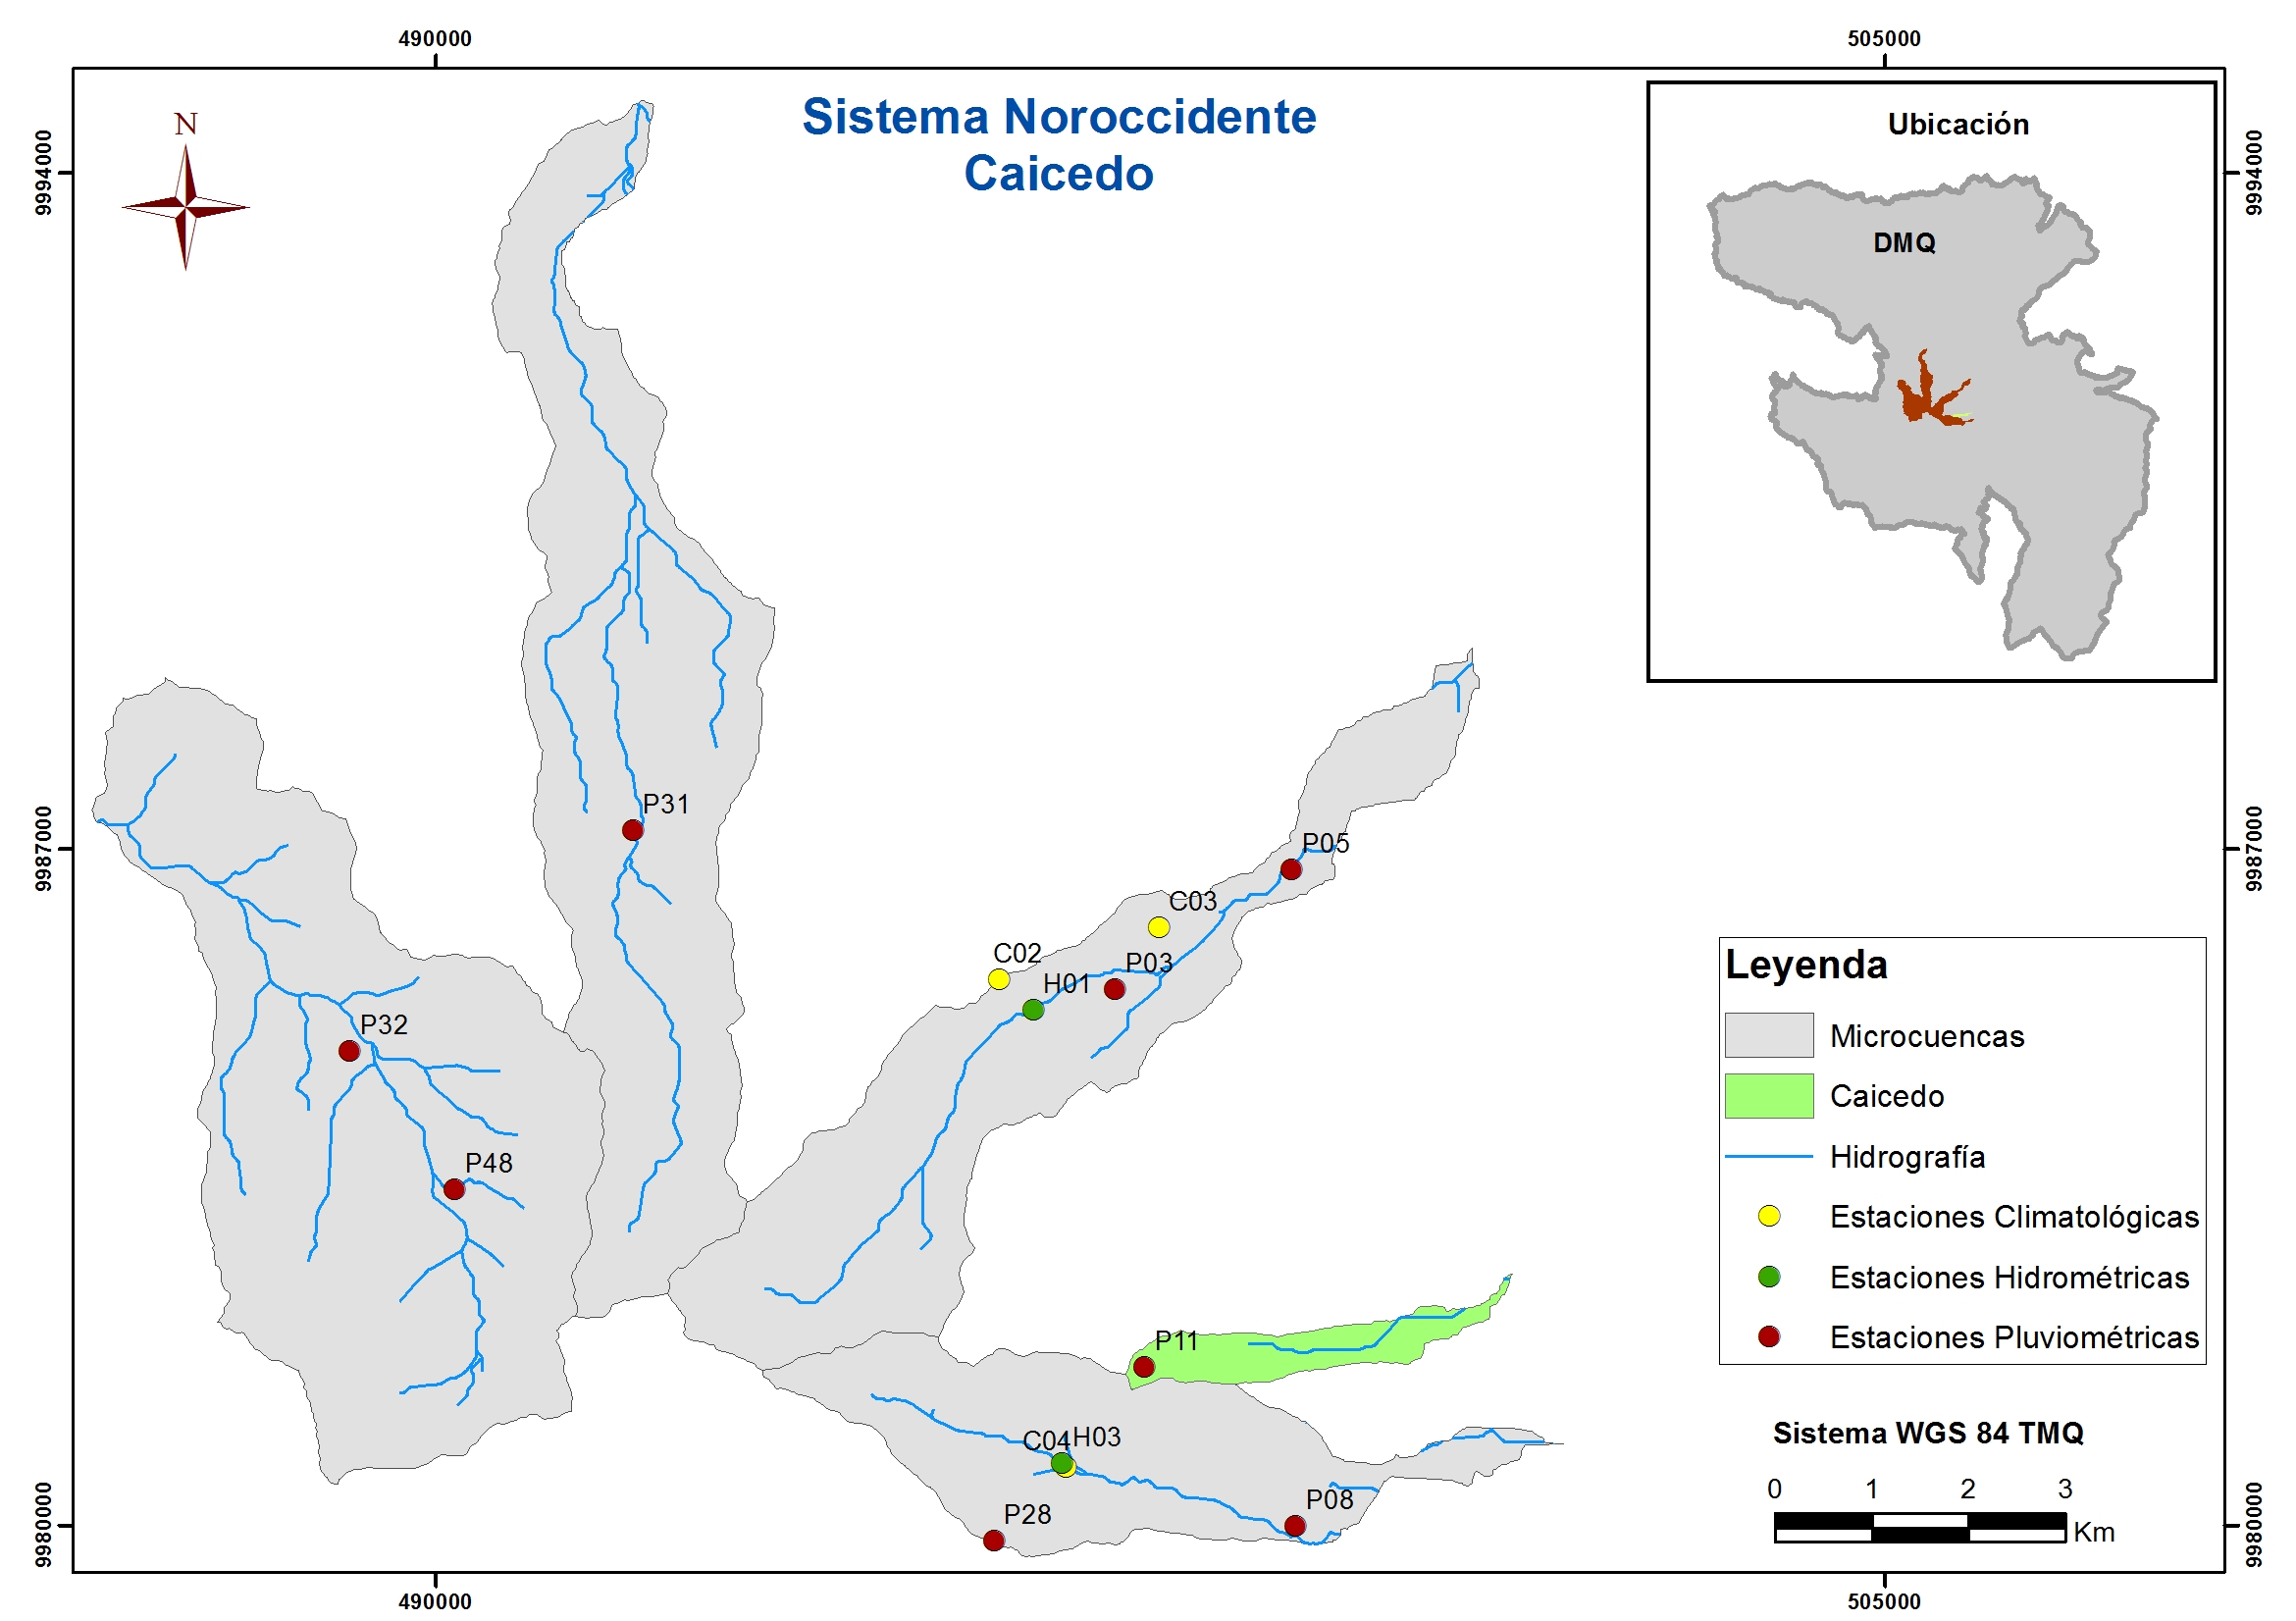 490000
505000
9994000
9994000
N
Sistema Noroccidente
Caicedo
Ubicación
DMQ
P31
9987000
9987000
P05
C03
C02
P03
H01
P32
P48
P11
C04
H03
P08
P28
Leyenda
Microcuencas
Caicedo
Hidrografía
Estaciones Climatológicas
Estaciones Hidrométricas
Estaciones Pluviométricas
Sistema WGS 84 TMQ
0 1 2 3
Km
9980000
9980000
490000
505000